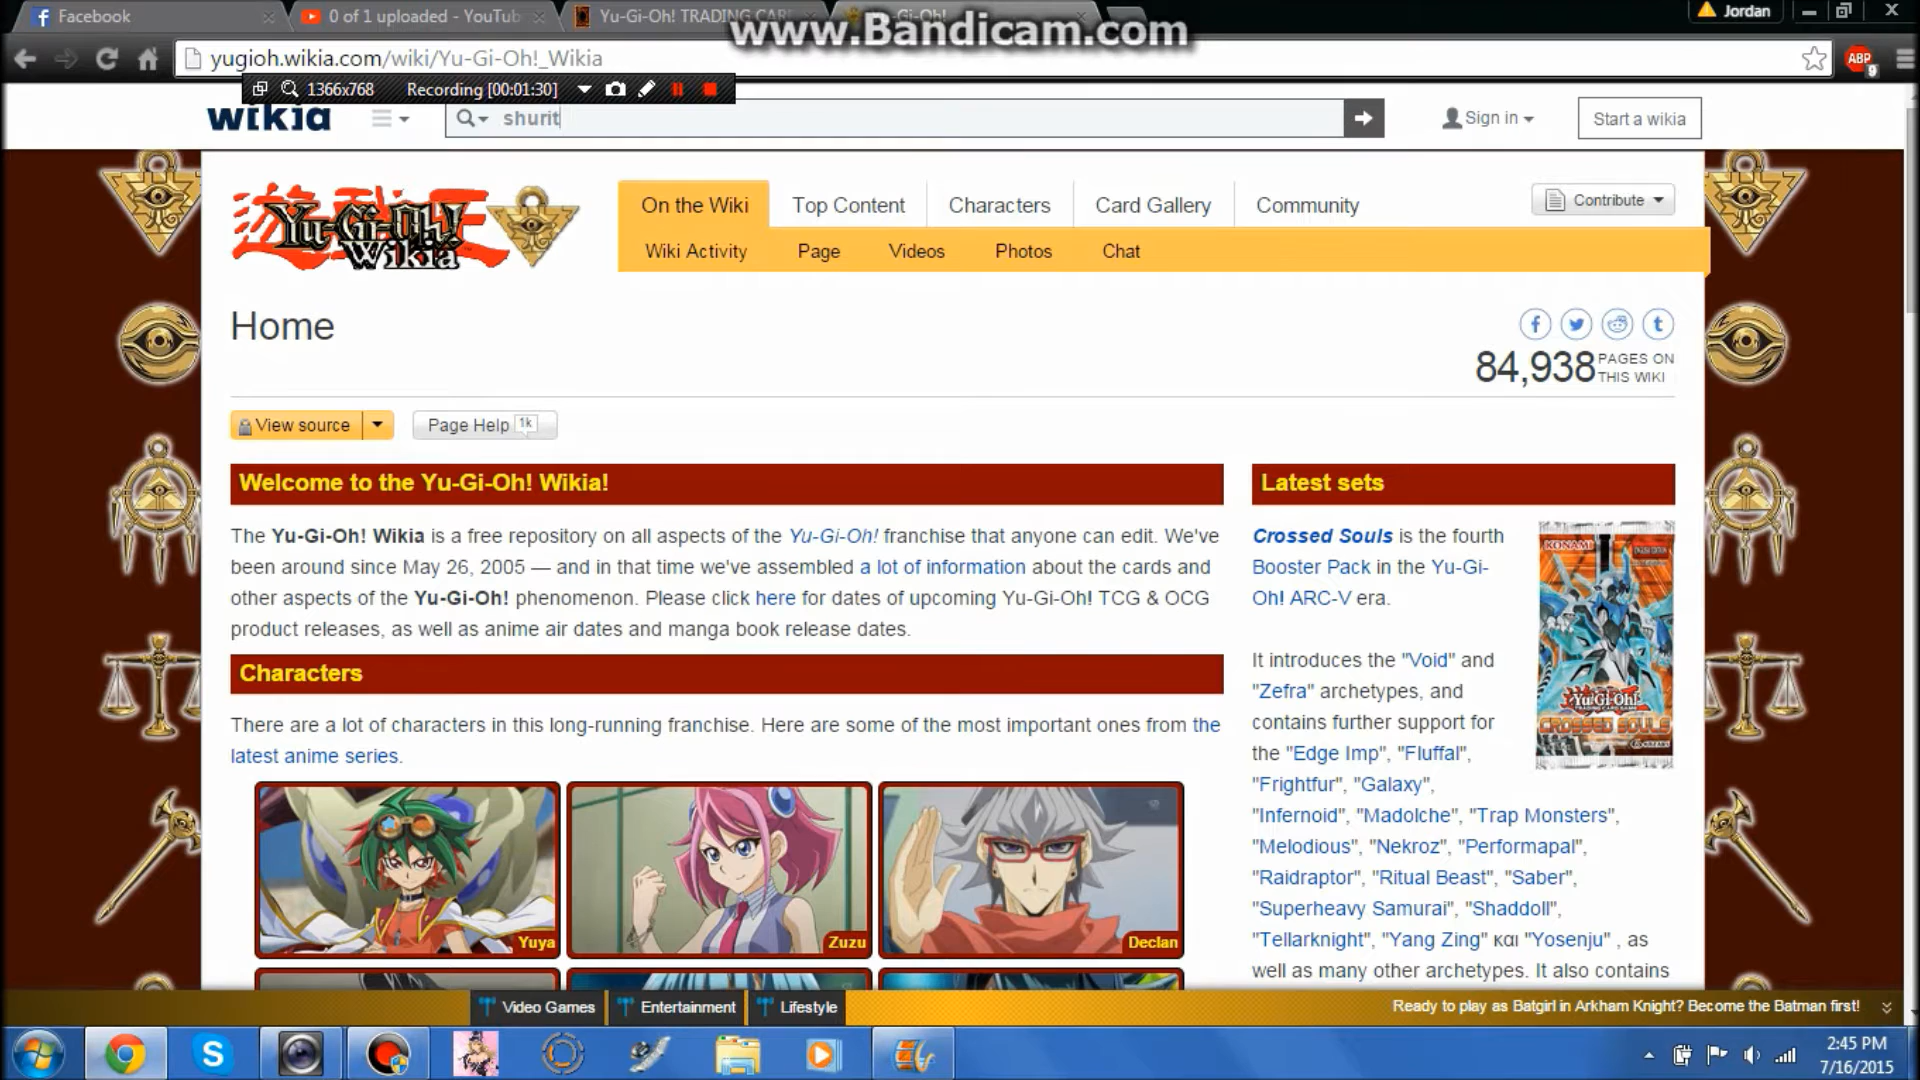 Facebook
0 of 1 uploaded - YouTub
Yu-Gi-Oh! TRADING CAR
www.Bandicam.com
Jordan
yugioh.wikia.com/wiki/Yu-Gi-Oh!_Wikia
ABP
9
1366x768 Recording [00:01:30]
wikia
shurit
Sign in
Start a wikia
Yu-Gi-Oh!
Wikia
On the Wiki
Top Content
Characters
Card Gallery
Community
Contribute
Wiki Activity
Page
Videos
Photos
Chat
Home
84,938 PAGES ON
THIS WIKI
View source
Page Help 1k
Welcome to the Yu-Gi-Oh! Wikia!
The Yu-Gi-Oh! Wikia is a free repository on all aspects of the Yu-Gi-Oh! franchise that anyone can edit. We've
been around since May 26, 2005 — and in that time we've assembled a lot of information about the cards and
other aspects of the Yu-Gi-Oh! phenomenon. Please click here for dates of upcoming Yu-Gi-Oh! TCG & OCG
product releases, as well as anime air dates and manga book release dates.
Characters
There are a lot of characters in this long-running franchise. Here are some of the most important ones from the
latest anime series.
Yuya
Zuzu
Declan
Latest sets
Crossed Souls is the fourth
Booster Pack in the Yu-Gi-
Oh! ARC-V era.
KONAMI
Yu-Gi-Oh!
CROSSED SOULS
It introduces the "Void" and
"Zefra" archetypes, and
contains further support for
the "Edge Imp", "Fluffal",
"Frightfur", "Galaxy",
"Infernoid", "Madolche", "Trap Monsters",
"Melodious", "Nekroz", "Performapal",
"Raidraptor", "Ritual Beast", "Saber",
"Superheavy Samurai", "Shaddoll",
"Tellarknight", "Yang Zing" και "Yosenju" , as
well as many other archetypes. It also contains
Video Games
Entertainment
Lifestyle
Ready to play as Batgirl in Arkham Knight? Become the Batman first!
2:45 PM
7/16/2015